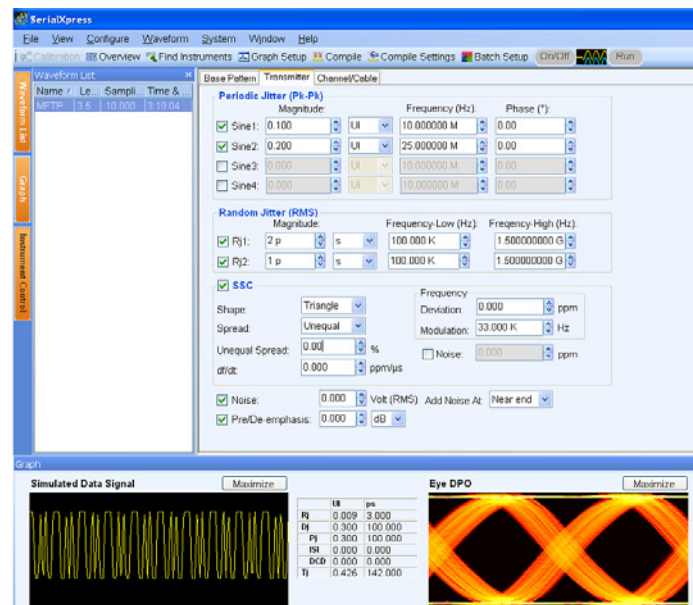 SerialXpress
File View Configure Waveform System Window Help
Calibration Overview Find Instruments Graph Setup Compile Compile Settings Batch Setup On/Off Run
Waveform List
Base Pattern Transmitter Channel/Cable
Name / Le... Sampli... Time & ...
MFTP 3.5... 10.000... 3:19:04...
Waveform List
Graph
Instrument Control
Periodic Jitter (Pk-Pk)
Magnitude: Frequency (Hz): Phase (°):
Sine1: 0.100 UI 10.000000 M 0.00
Sine2: 0.200 UI 25.000000 M 0.00
Sine3: 0.000 UI 10.000000 M 0.00
Sine4: 0.000 UI 10.000000 M 0.00
Random Jitter (RMS)
Magnitude: Frequency-Low (Hz): Freqency-High (Hz):
Rj1: 2 p s 100.000 K 1.500000000 G
Rj2: 1 p s 100.000 K 1.500000000 G
SSC
Shape: Triangle
Spread: Unequal
Unequal Spread: 0.00 %
df/dt: 0.000 ppm/µs
Frequency
Deviation: 0.000 ppm
Modulation: 33.000 K Hz
Noise: 0.000 ppm
Noise: 0.000 Volt (RMS) Add Noise At: Near end
Pre/De-emphasis: 0.000 dB
Graph
Simulated Data Signal Maximize
UI ps
Rj 0.009 3.000
Dj 0.300 100.000
Pj 0.300 100.000
ISI 0.000 0.000
DCD 0.000 0.000
Tj 0.426 142.000
Eye DPO Maximize